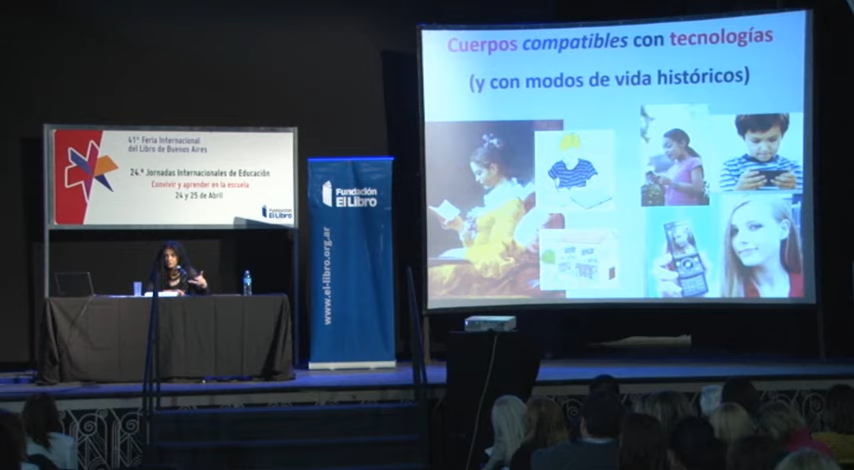 Cuerpos compatibles con tecnologías
(y con modos de vida históricos)
41º Feria Internacional
del Libro de Buenos Aires
24.º Jornadas Internacionales de Educación
Convivir y aprender en la escuela
24 y 25 de Abril
FUNDACIÓN
El Libro
Fundación
El Libro
www.el-libro.org.ar